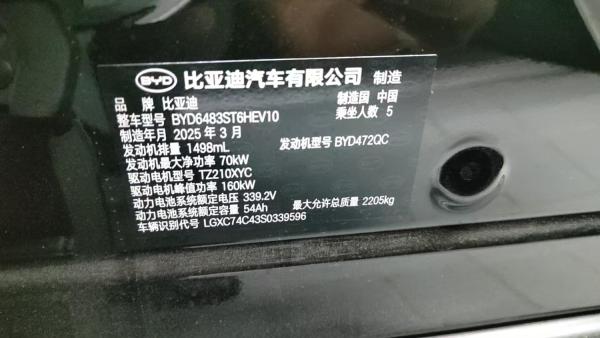 BYD 比亚迪汽车有限公司 制造
品 牌 比亚迪 制造国 中国
整车型号 BYD6483ST6HEV10 乘坐人数 5
制造年月 2025 年 3 月
发动机排量 1498mL 发动机型号 BYD472QC
发动机最大净功率 70kW
驱动电机型号 TZ210XYC
驱动电机峰值功率 160kW
动力电池系统额定电压 339.2V
动力电池系统额定容量 54Ah 最大允许总质量 2205kg
车辆识别代号 LGXC74C43S0339596